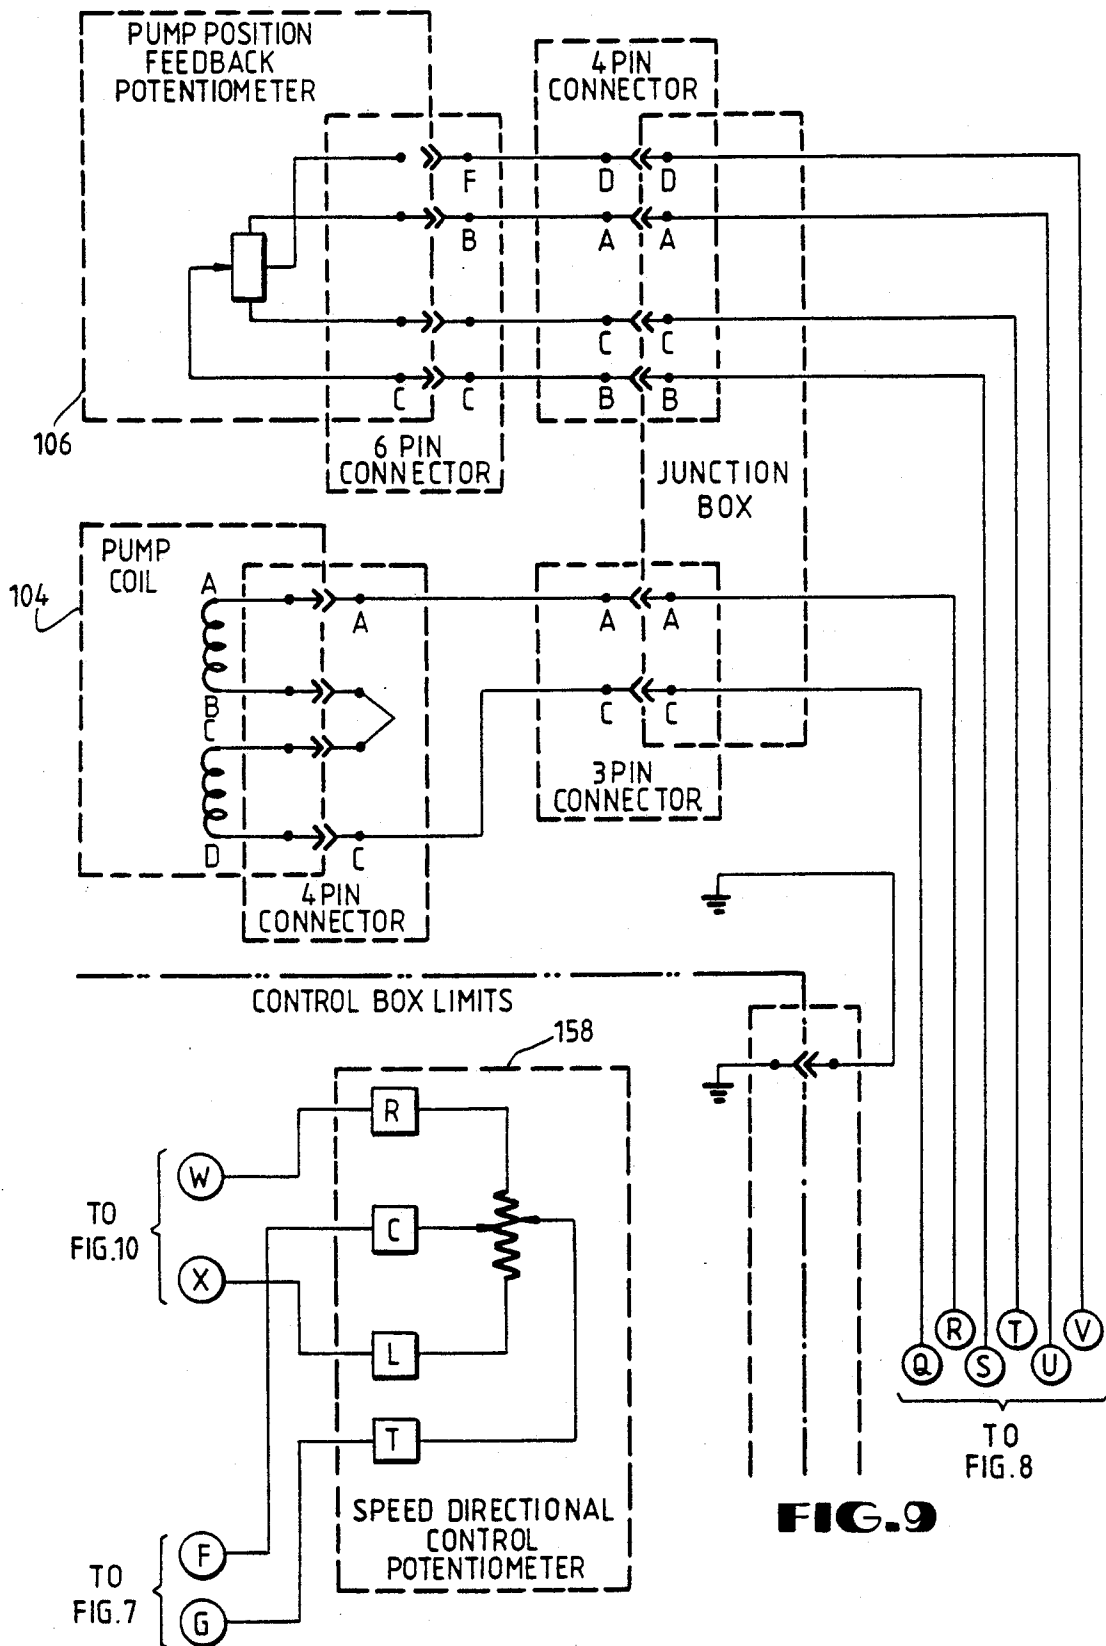 PUMP POSITION
FEEDBACK
POTENTIOMETER
4 PIN
CONNECTOR
F
D
D
B
A
A
C
C
C
C
B
B
106
6 PIN
CONNECTOR
JUNCTION
BOX
PUMP
COIL
104
A
A
A
A
B
C
C
C
D
C
3 PIN
CONNECTOR
4 PIN
CONNECTOR
CONTROL BOX LIMITS
158
R
W
TO
FIG.10
C
X
L
T
R
T
V
Q
S
U
TO
FIG.8
SPEED DIRECTIONAL
CONTROL
POTENTIOMETER
F
TO
FIG.7
G
FIG.9